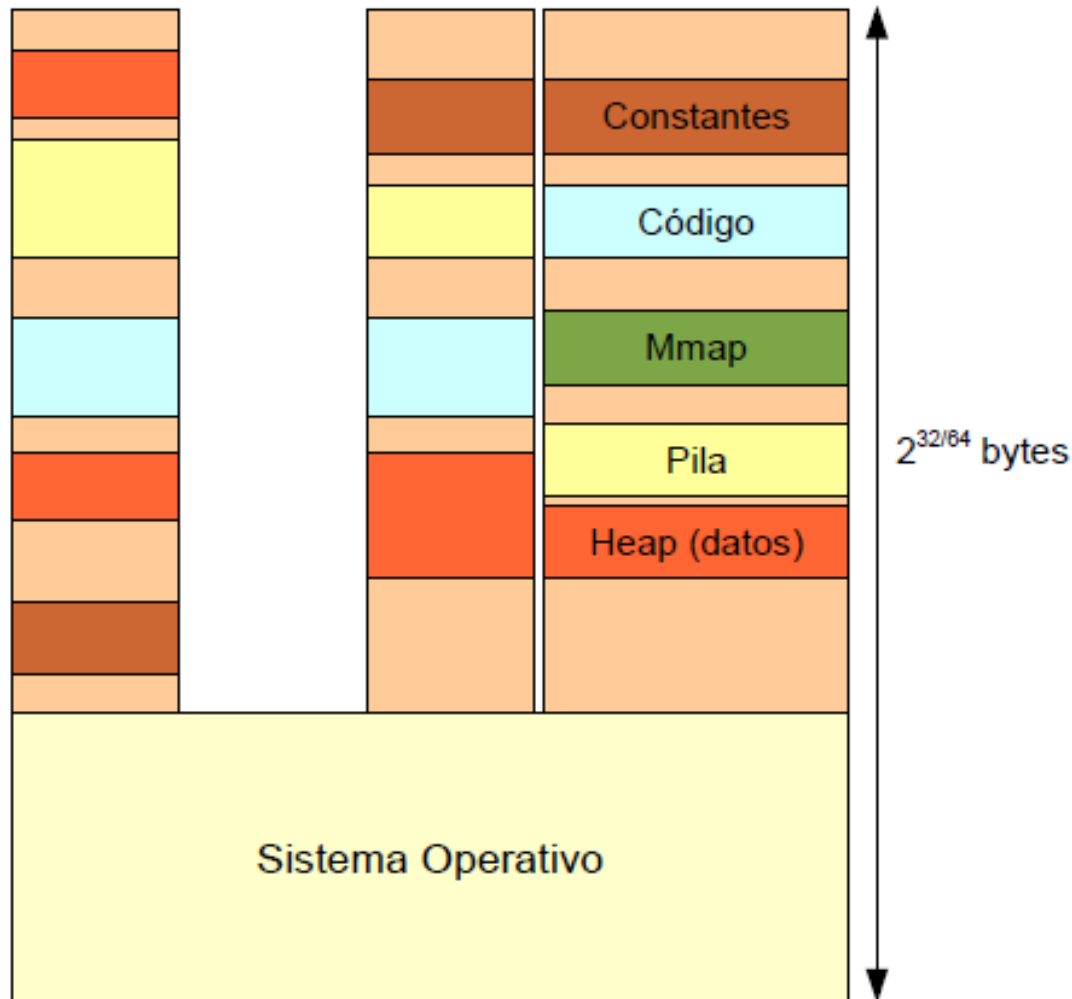 Constantes
Código
Mmap
2^32/64 bytes
Pila
Heap (datos)
Sistema Operativo